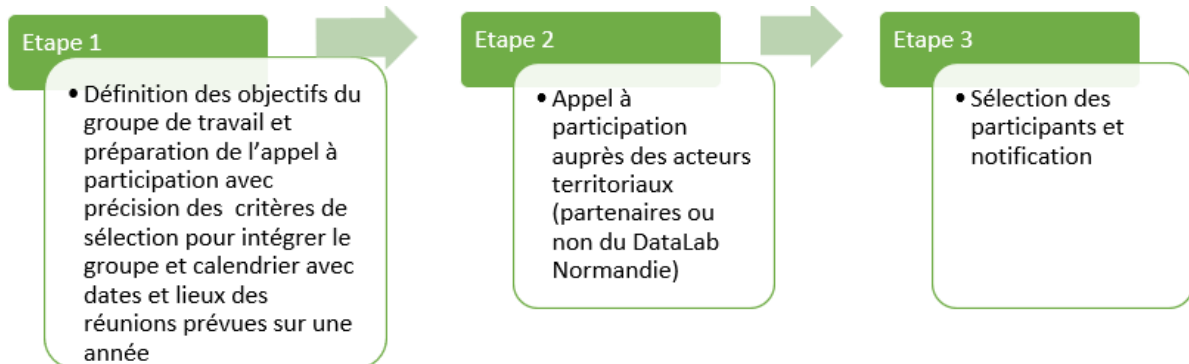 Etape 1
• Définition des objectifs du
groupe de travail et
préparation de l’appel à
participation avec
précision des critères de
sélection pour intégrer le
groupe et calendrier avec
dates et lieux des
réunions prévues sur une
année
Etape 2
• Appel à
participation
auprès des acteurs
territoriaux
(partenaires ou
non du DataLab
Normandie)
Etape 3
• Sélection des
participants et
notification